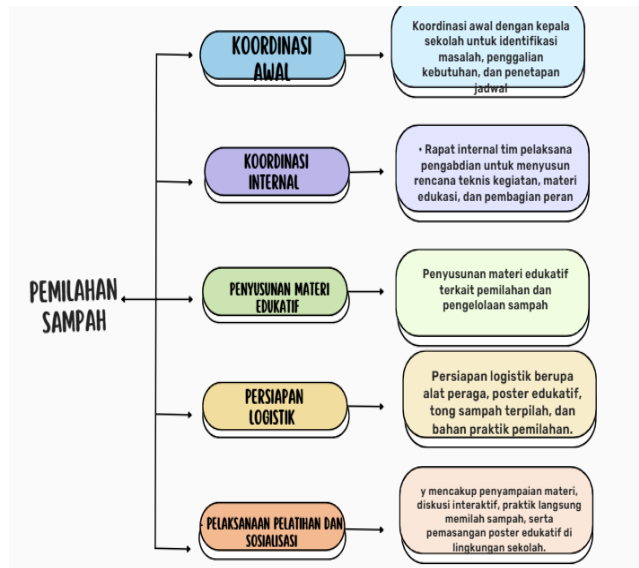 KOORDINASI
AWAL
Koordinasi awal dengan kepala
sekolah untuk identifikasi
masalah, penggalian
kebutuhan, dan penetapan
jadwal
KOORDINASI
INTERNAL
• Rapat internal tim pelaksana
pengabdian untuk menyusun
rencana teknis kegiatan, materi
edukasi, dan pembagian peran
PEMILAHAN
SAMPAH
PENYUSUNAN MATERI
EDUKATIF
Penyusunan materi edukatif
terkait pemilahan dan
pengelolaan sampah
PERSIAPAN
LOGISTIK
Persiapan logistik berupa
alat peraga, poster edukatif,
tong sampah terpilah, dan
bahan praktik pemilahan.
· PELAKSANAAN PELATIHAN DAN
SOSIALISASI
y mencakup penyampaian materi,
diskusi interaktif, praktik langsung
memilah sampah, serta
pemasangan poster edukatif di
lingkungan sekolah.